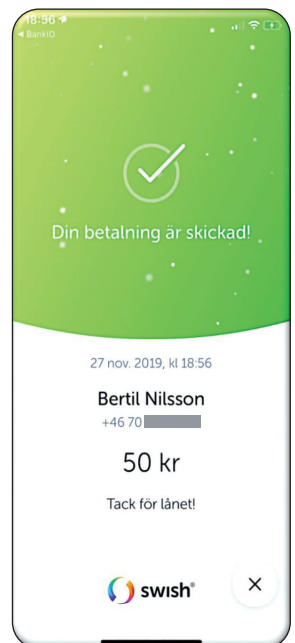 18:56
◀ BankID
Din betalning är skickad!
27 nov. 2019, kl 18:56
Bertil Nilsson
+46 70
50 kr
Tack för lånet!
swish®